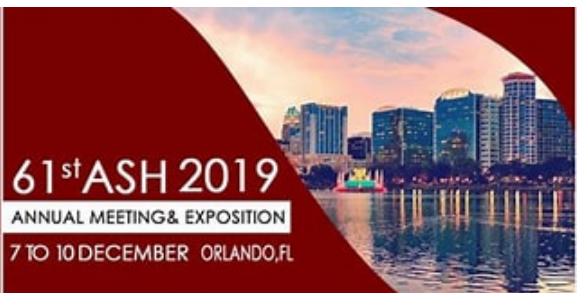 61st ASH 2019
ANNUAL MEETING& EXPOSITION
7 TO 10 DECEMBER ORLANDO,FL